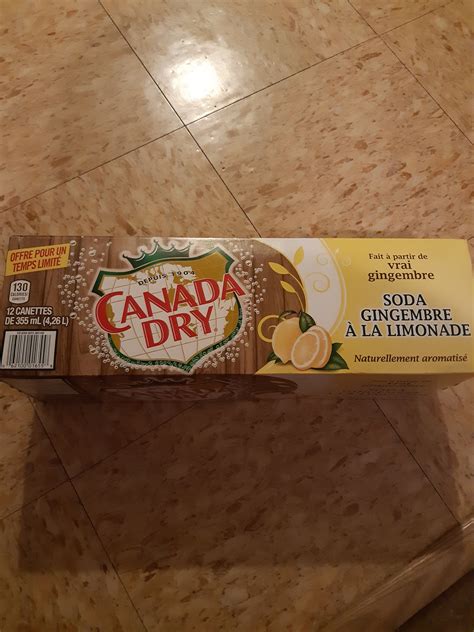 OFFRE POUR UN
TEMPS LIMITÉ
130
CALORIES
12 CANETTES
DE 355 mL (4,26 L)
DEPUIS 1904
CANADA
DRY
Fait à partir de
vrai
gingembre
SODA
GINGEMBRE
À LA LIMONADE
Naturellement aromatisé